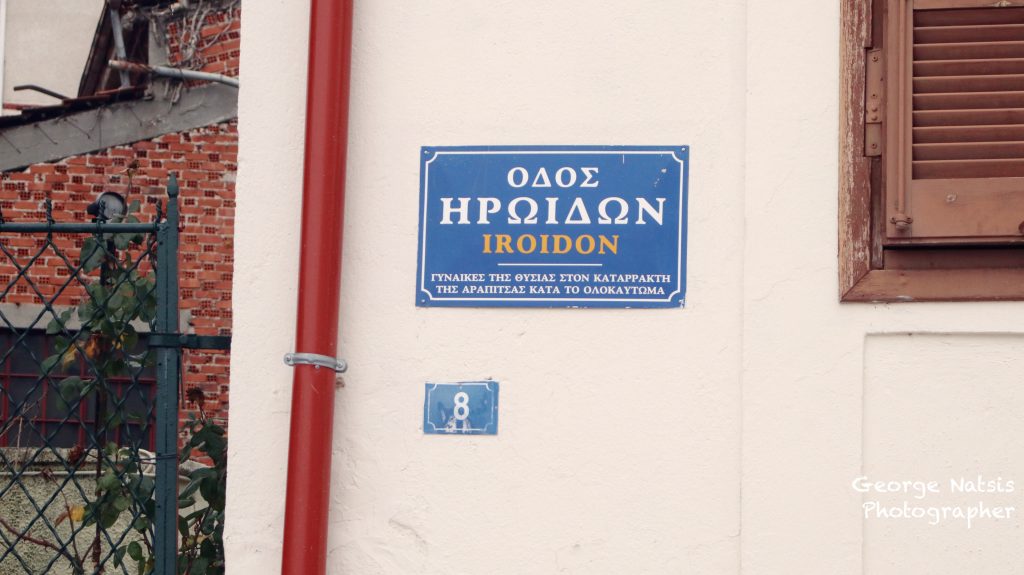 ΟΔΟΣ
ΗΡΩΙΔΩΝ
IROIDON
ΓΥΝΑΙΚΕΣ ΤΗΣ ΘΥΣΙΑΣ ΣΤΟΝ ΚΑΤΑΡΡΑΚΤΗ
ΤΗΣ ΑΡΑΠΙΤΣΑΣ ΚΑΤΑ ΤΟ ΟΛΟΚΑΥΤΩΜΑ
8
George Natsis
Photographer